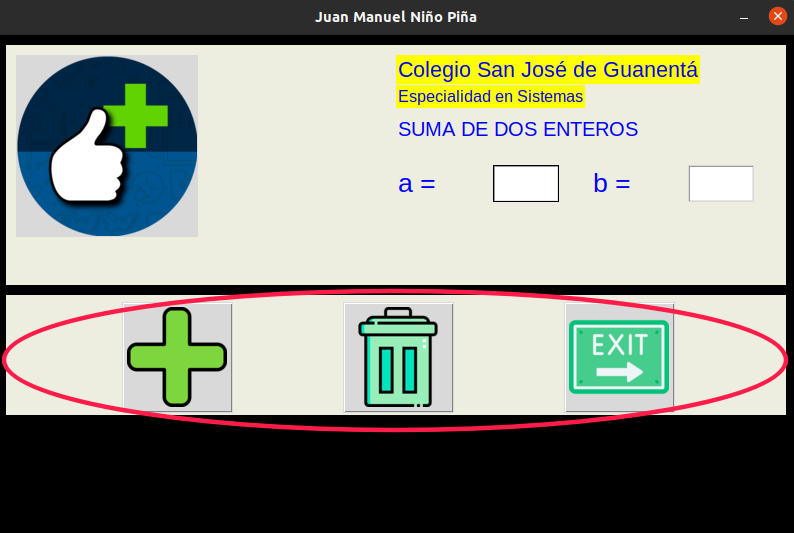 Juan Manuel Niño Piña
Colegio San José de Guanentá
Especialidad en Sistemas
SUMA DE DOS ENTEROS
a = b =
EXIT